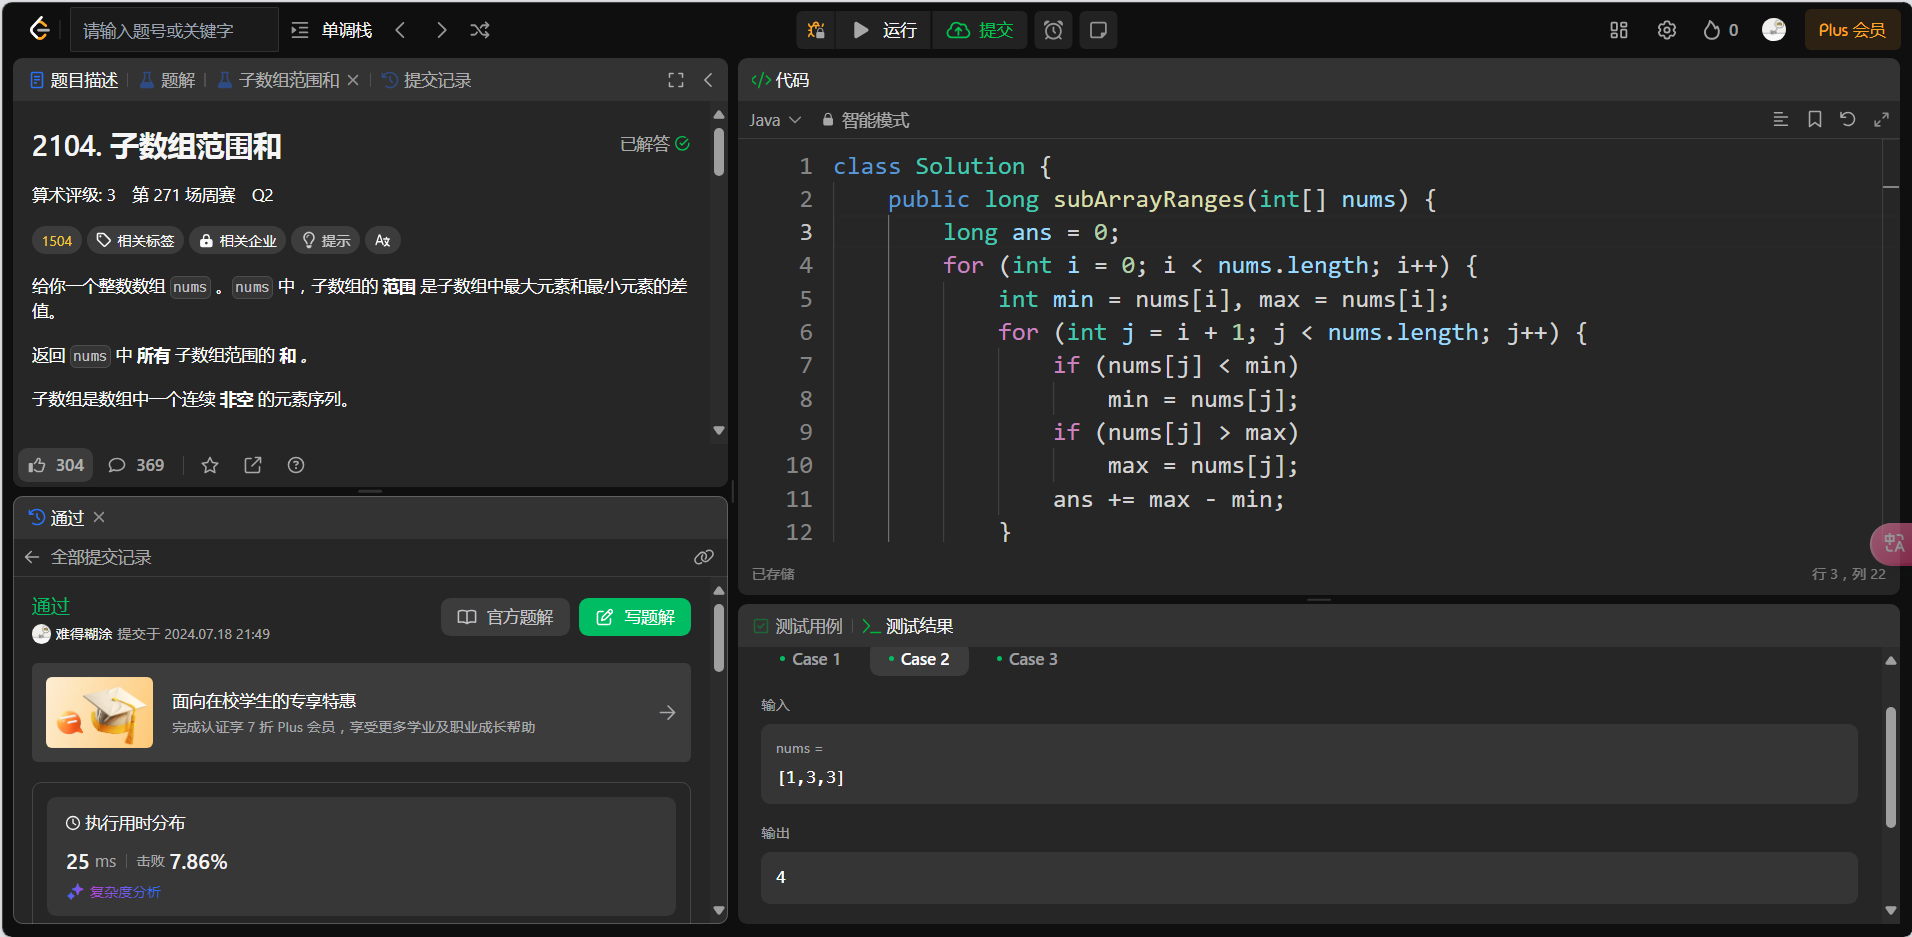 请输入题号或关键字
单调栈
运行
提交
0
Plus 会员
题目描述
题解
子数组范围和
提交记录
2104. 子数组范围和
已解答
算术评级: 3 第 271 场周赛 Q2
1504
相关标签
相关企业
提示
给你一个整数数组 nums 。nums 中，子数组的 范围 是子数组中最大元素和最小元素的差
值。
返回 nums 中 所有 子数组范围的 和 。
子数组是数组中一个连续 非空 的元素序列。
304
369
通过
全部提交记录
通过
难得糊涂 提交于 2024.07.18 21:49
官方题解
写题解
面向在校学生的专享特惠
完成认证享 7 折 Plus 会员，享受更多学业及职业成长帮助
执行用时分布
25 ms 击败 7.86%
复杂度分析
</> 代码
Java
智能模式
1 class Solution {
2 public long subArrayRanges(int[] nums) {
3 long ans = 0;
4 for (int i = 0; i < nums.length; i++) {
5 int min = nums[i], max = nums[i];
6 for (int j = i + 1; j < nums.length; j++) {
7 if (nums[j] < min)
8 min = nums[j];
9 if (nums[j] > max)
10 max = nums[j];
11 ans += max - min;
12 }
已存储
行 3，列 22
测试用例
测试结果
Case 1
Case 2
Case 3
输入
nums =
[1,3,3]
输出
4